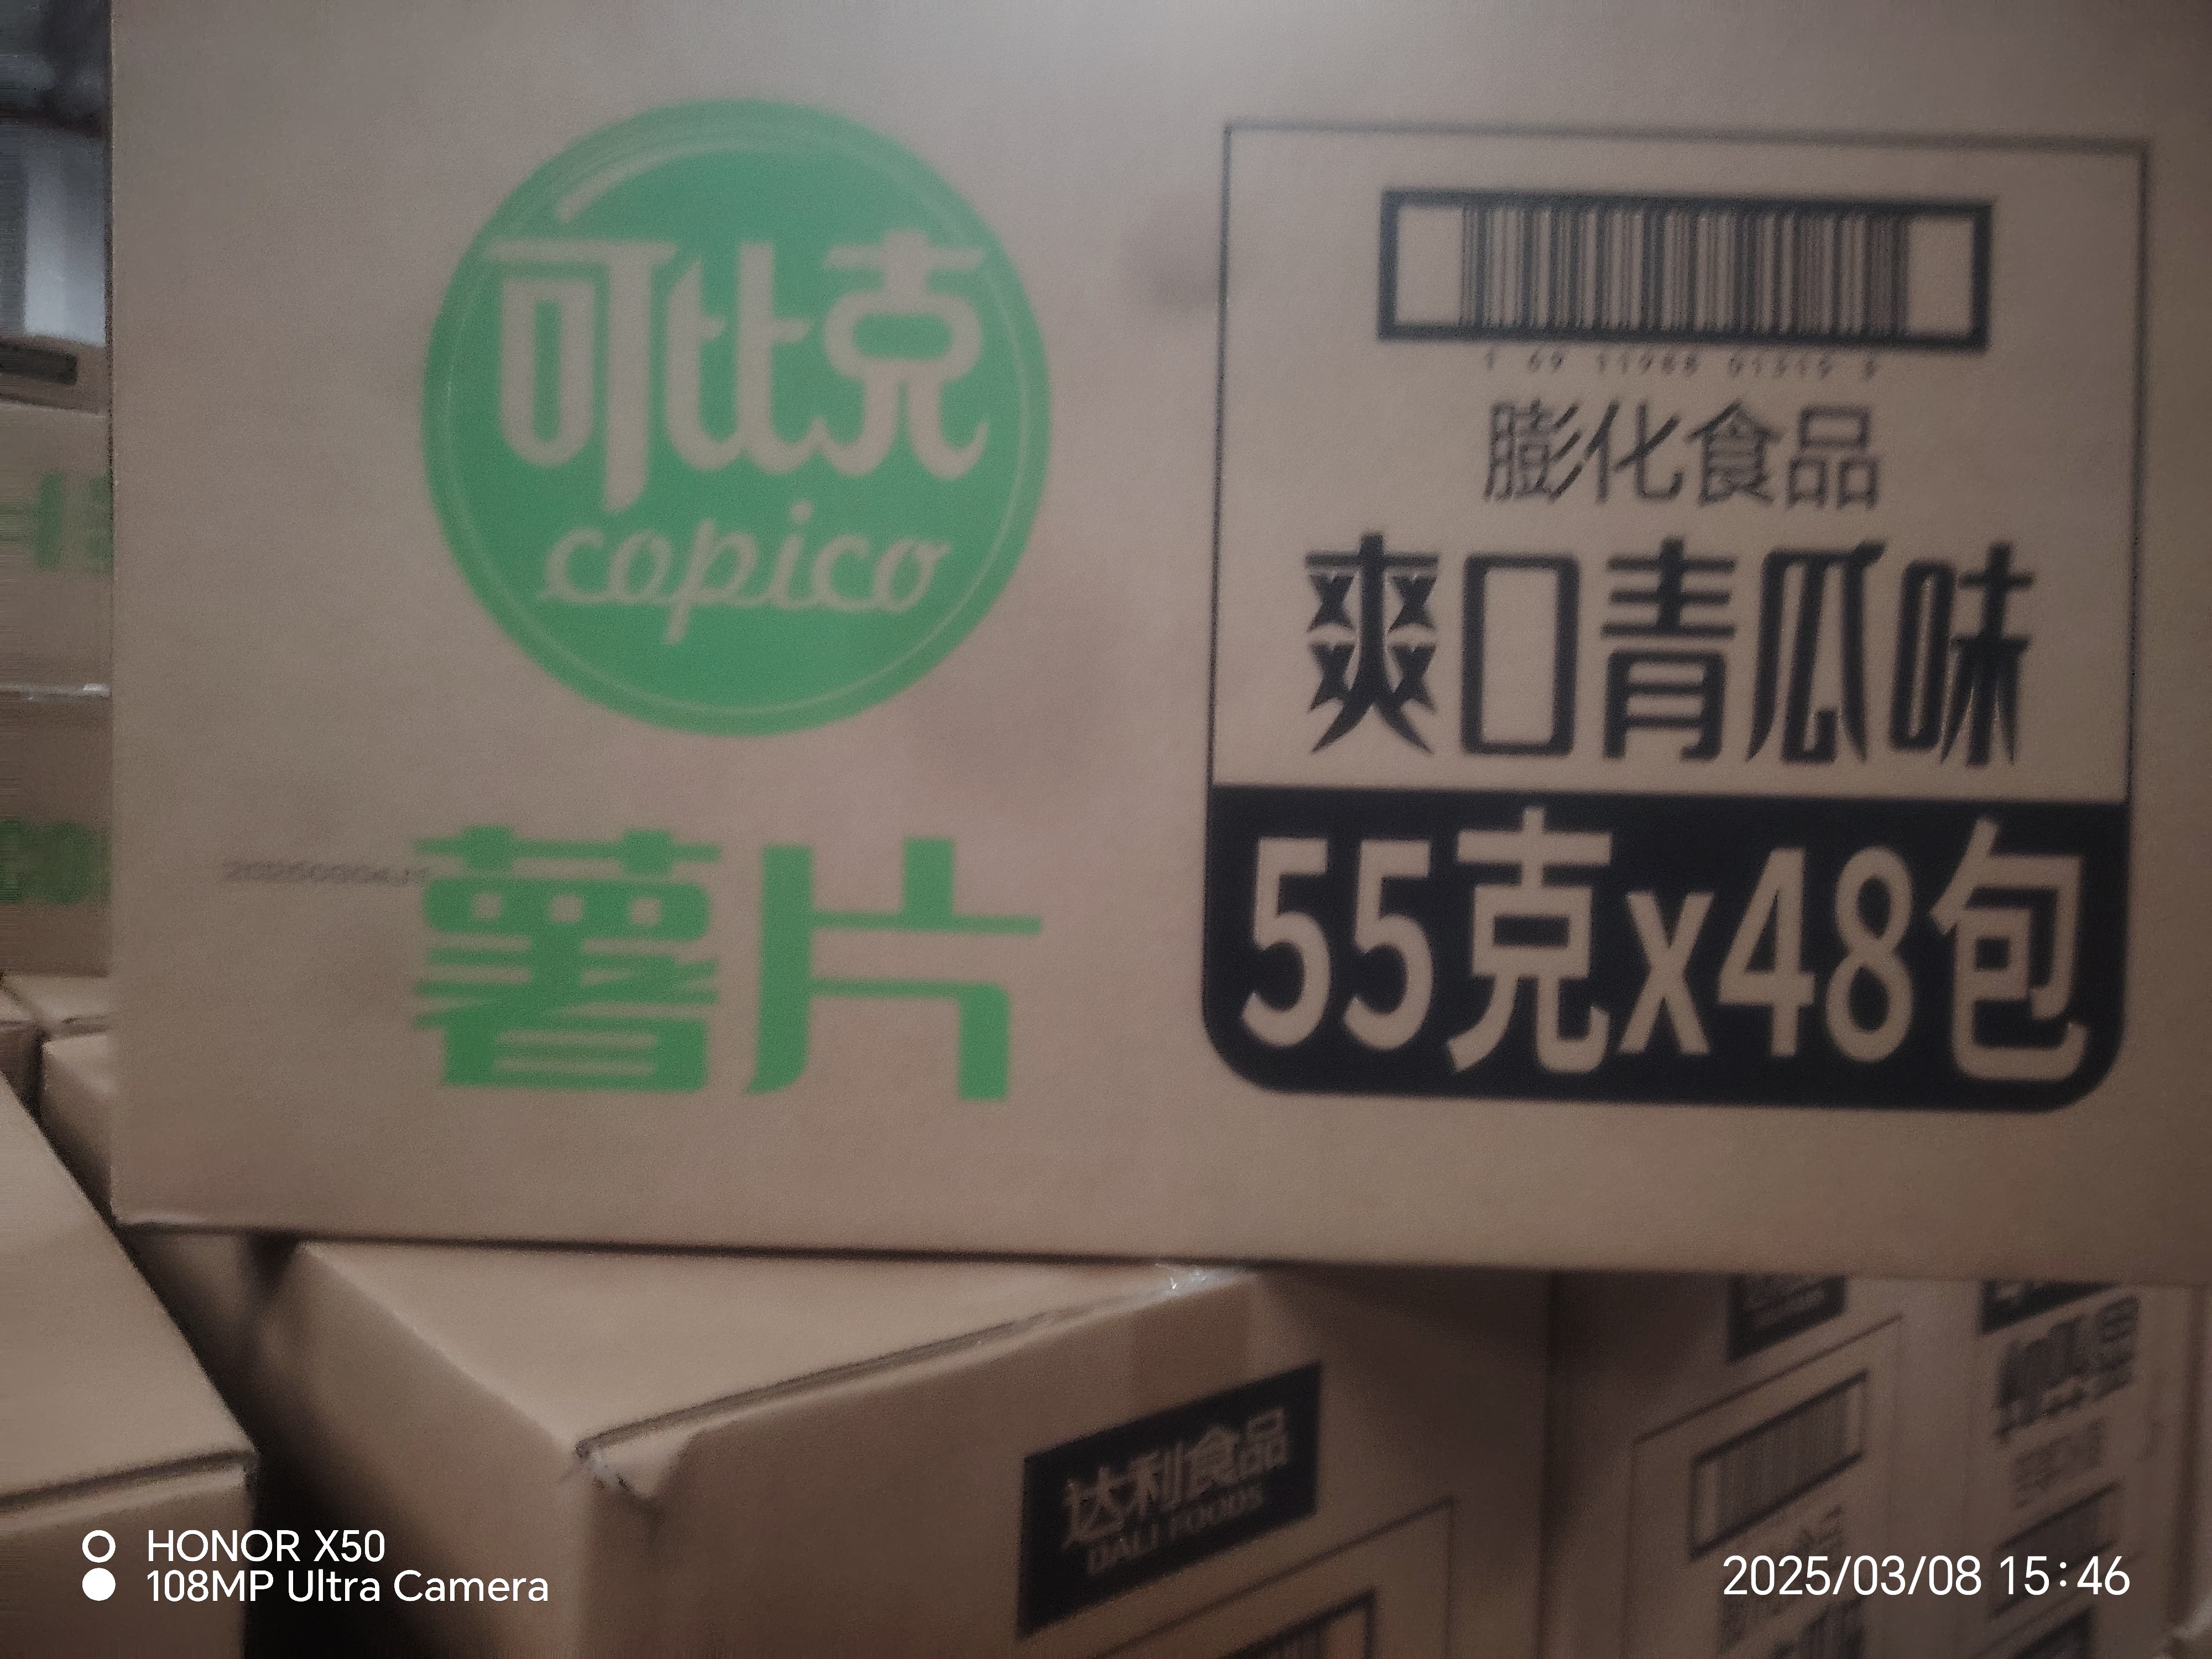 可比克
copico
薯片
膨化食品
爽口青瓜味
55克x48包
达利食品
DALI FOODS
HONOR X50
108MP Ultra Camera
2025/03/08 15:46